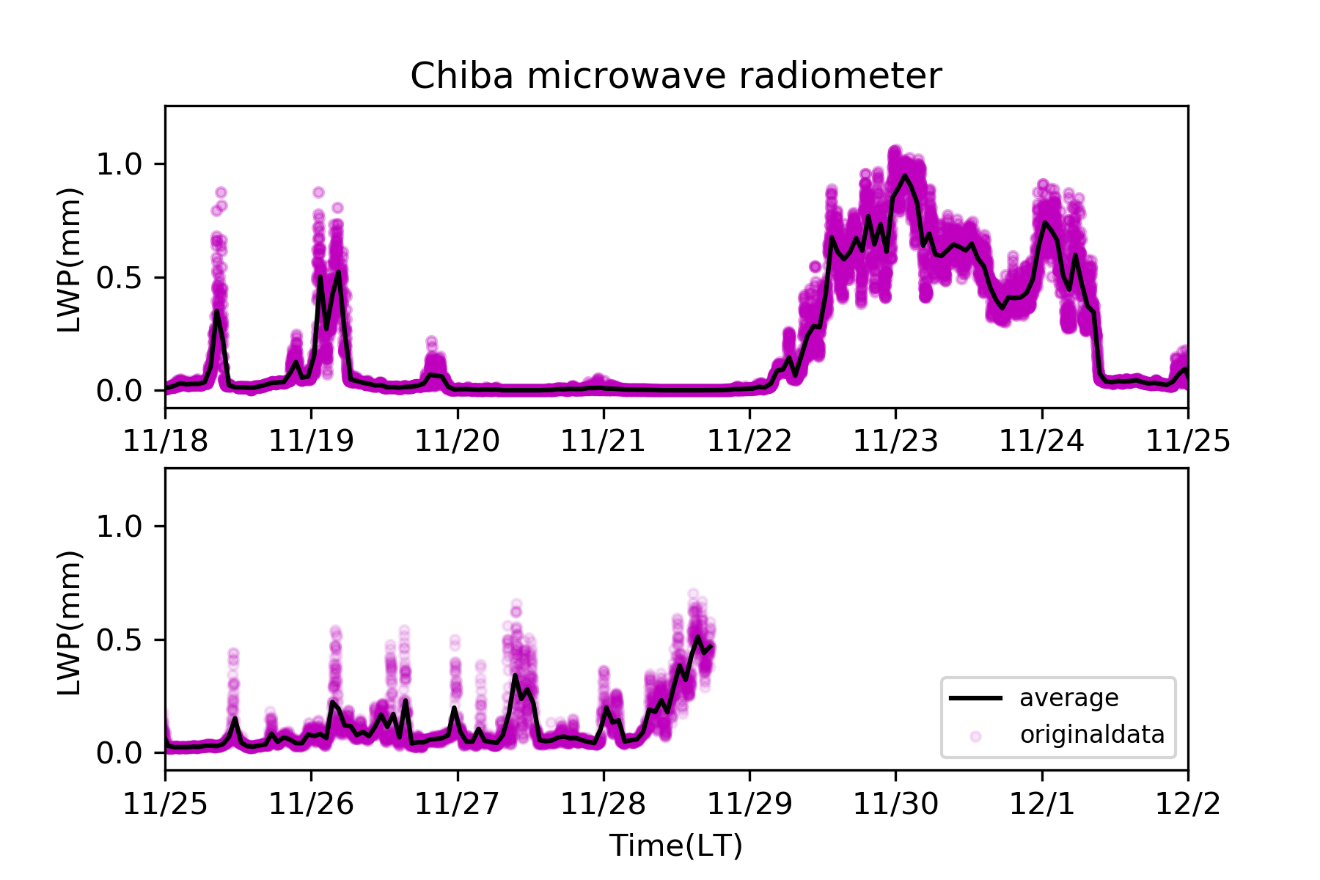 Chiba microwave radiometer
LWP(mm)
1.0
0.5
0.0
11/18 11/19 11/20 11/21 11/22 11/23 11/24 11/25
LWP(mm)
1.0
0.5
0.0
average
originaldata
11/25 11/26 11/27 11/28 11/29 11/30 12/1 12/2
Time(LT)